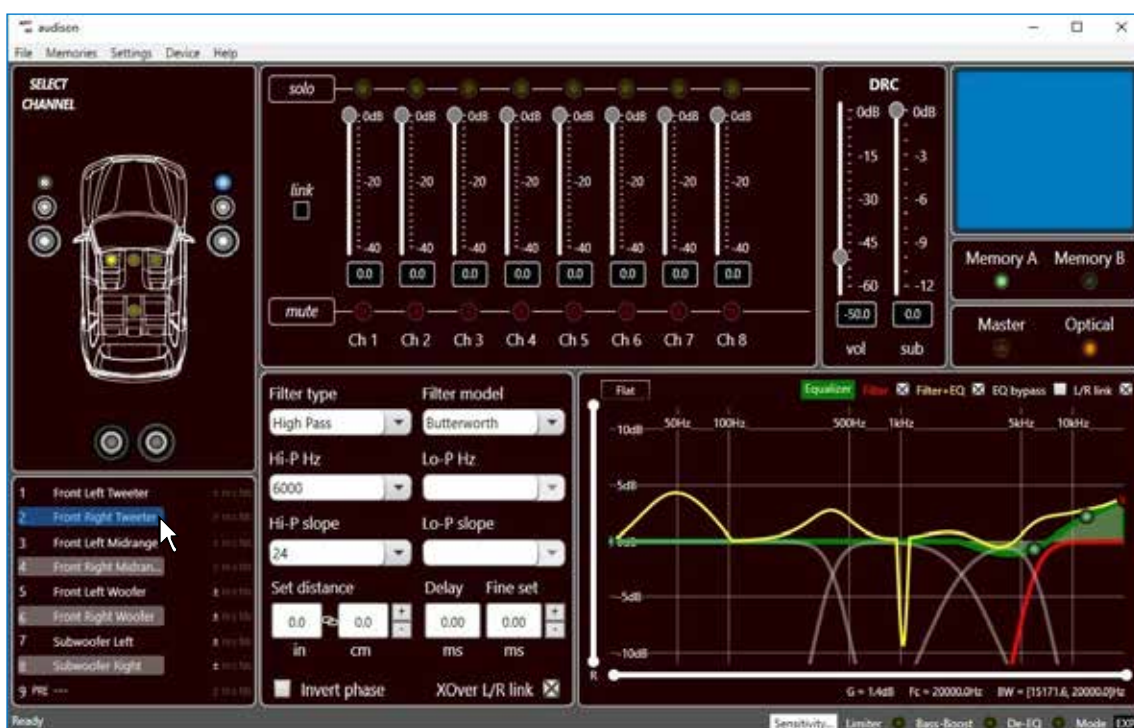 audison
File Memories Settings Device Help
SELECT
CHANNEL
solo
0dB 0dB 0dB 0dB 0dB 0dB 0dB 0dB
-20 -20 -20 -20 -20 -20 -20 -20
link
-40 -40 -40 -40 -40 -40 -40 -40
0.0 0.0 0.0 0.0 0.0 0.0 0.0 0.0
mute
Ch 1 Ch 2 Ch 3 Ch 4 Ch 5 Ch 6 Ch 7 Ch 8
DRC
0dB 0dB
-15 -3
-30 -6
-45 -9
-60 -12
-50.0 0.0
vol sub
Memory A Memory B
Master Optical
1 Front Left Tweeter
2 Front Right Tweeter
3 Front Left Midrange
4 Front Right Midran...
5 Front Left Woofer
6 Front Right Woofer
7 Subwoofer Left
8 Subwoofer Right
9 PRE ---
Filter type Filter model
High Pass Butterworth
Hi-P Hz Lo-P Hz
6000
Hi-P slope Lo-P slope
24
Set distance Delay Fine set
0.0 0.0 + - 0.00 0.00 + -
in cm ms ms
Invert phase XOver L/R link
Flat Equalizer Filter Filter+EQ EQ bypass L/R link
50Hz 100Hz 500Hz 1kHz 5kHz 10kHz
-10dB
-5dB
0dB
-5dB
-10dB
R
G = 1.4dB Fc = 20000.0Hz BW = [15171.6, 20000.0]Hz
Ready Sensitivity... Limiter Bass-Boost De-EQ Mode